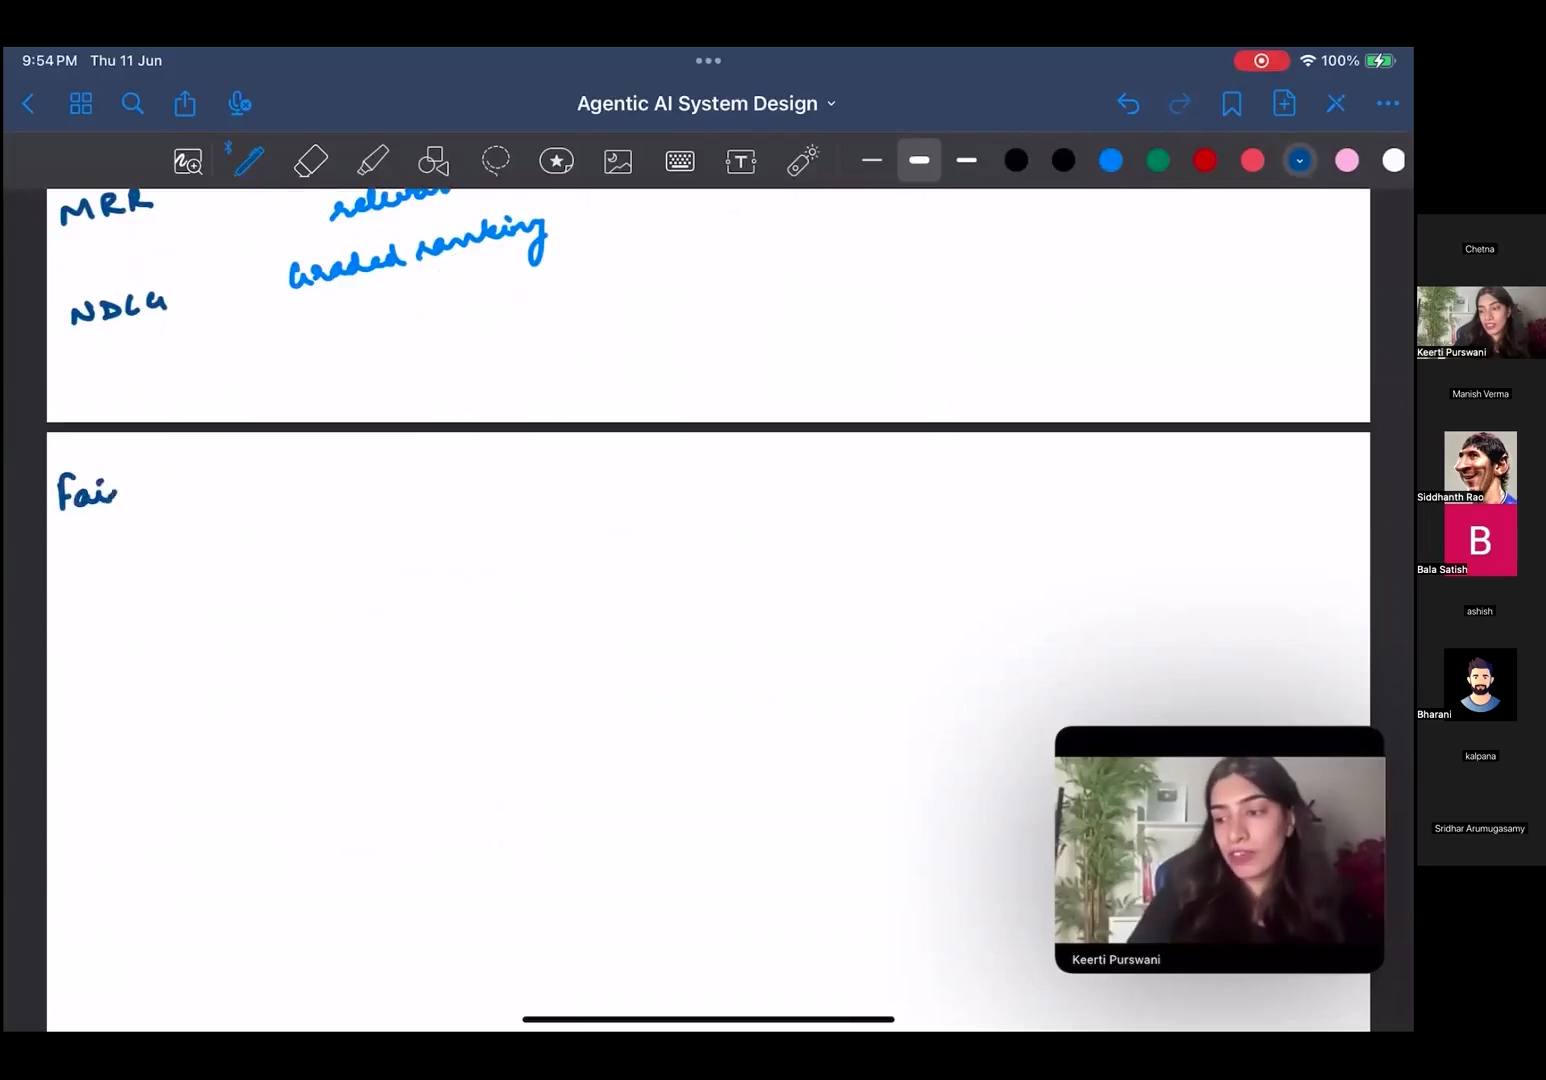 9:54 PM Thu 11 Jun
100%
Agentic AI System Design
T
MRR
Graded ranking
NDCG
Fai
Keerti Purswani
Chetna
Keerti Purswani
Manish Verma
Siddhanth Rao
B
Bala Satish
ashish
Bharani
kalpana
Sridhar Arumugasamy